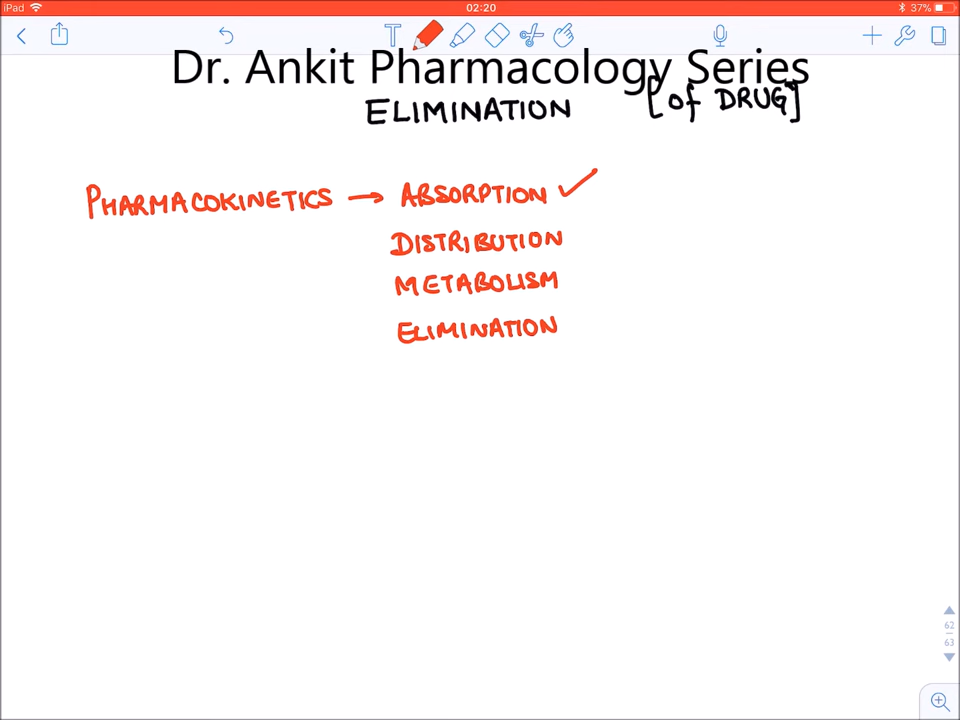 iPad 02:20 37%
T
Dr. Ankit Pharmacology Series
ELIMINATION [of DRUG]
PHARMACOKINETICS → ABSORPTION ✓
DISTRIBUTION
METABOLISM
ELIMINATION
62
63